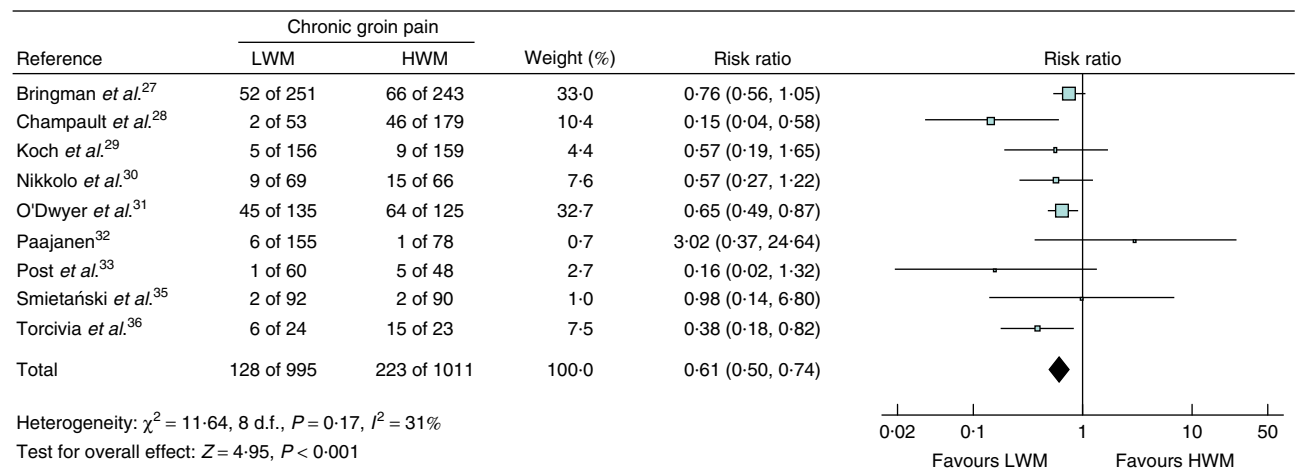 Chronic groin pain
Reference LWM HWM Weight (%) Risk ratio Risk ratio
Bringman et al.27 52 of 251 66 of 243 33·0 0·76 (0·56, 1·05)
Champault et al.28 2 of 53 46 of 179 10·4 0·15 (0·04, 0·58)
Koch et al.29 5 of 156 9 of 159 4·4 0·57 (0·19, 1·65)
Nikkolo et al.30 9 of 69 15 of 66 7·6 0·57 (0·27, 1·22)
O'Dwyer et al.31 45 of 135 64 of 125 32·7 0·65 (0·49, 0·87)
Paajanen32 6 of 155 1 of 78 0·7 3·02 (0·37, 24·64)
Post et al.33 1 of 60 5 of 48 2·7 0·16 (0·02, 1·32)
Smietański et al.35 2 of 92 2 of 90 1·0 0·98 (0·14, 6·80)
Torcivia et al.36 6 of 24 15 of 23 7·5 0·38 (0·18, 0·82)
Total 128 of 995 223 of 1011 100·0 0·61 (0·50, 0·74)
Heterogeneity: χ2 = 11·64, 8 d.f., P = 0·17, I2 = 31%
Test for overall effect: Z = 4·95, P < 0·001
0·02 0·1 1 10 50
Favours LWM Favours HWM